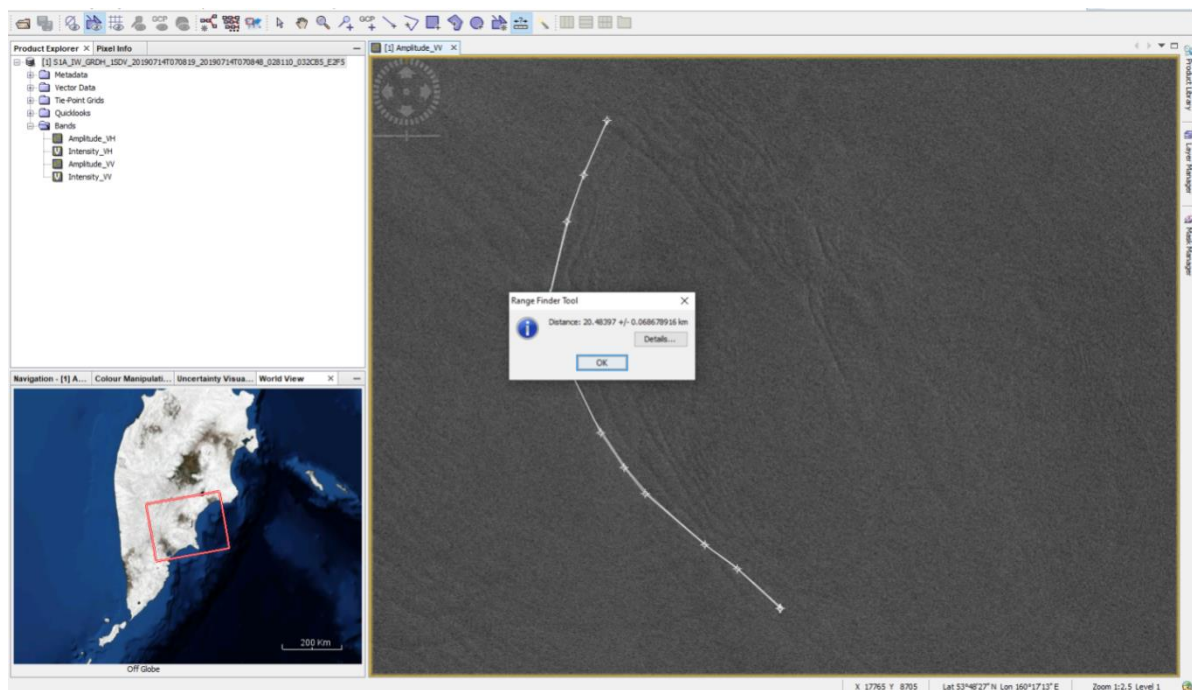 GCP
GCP
Product Explorer × Pixel Info
[1] S1A_IW_GRDH_1SDV_20190714T070819_20190714T070848_028110_032CB5_E2F5
Metadata
Vector Data
Tie-Point Grids
Quicklooks
Bands
Amplitude_VH
Intensity_VH
Amplitude_VV
Intensity_VV
[1] Amplitude_VV ×
Range Finder Tool
Distance: 20.48397 +/- 0.068678916 km
Details...
OK
Product Library
Layer Manager
Mask Manager
Navigation - [1] A... Colour Manipulati... Uncertainty Visua... World View ×
200 Km
Off Globe
X 17765 Y 8705 Lat 53°48'27" N Lon 160°17'13" E Zoom 1:2.5 Level 1